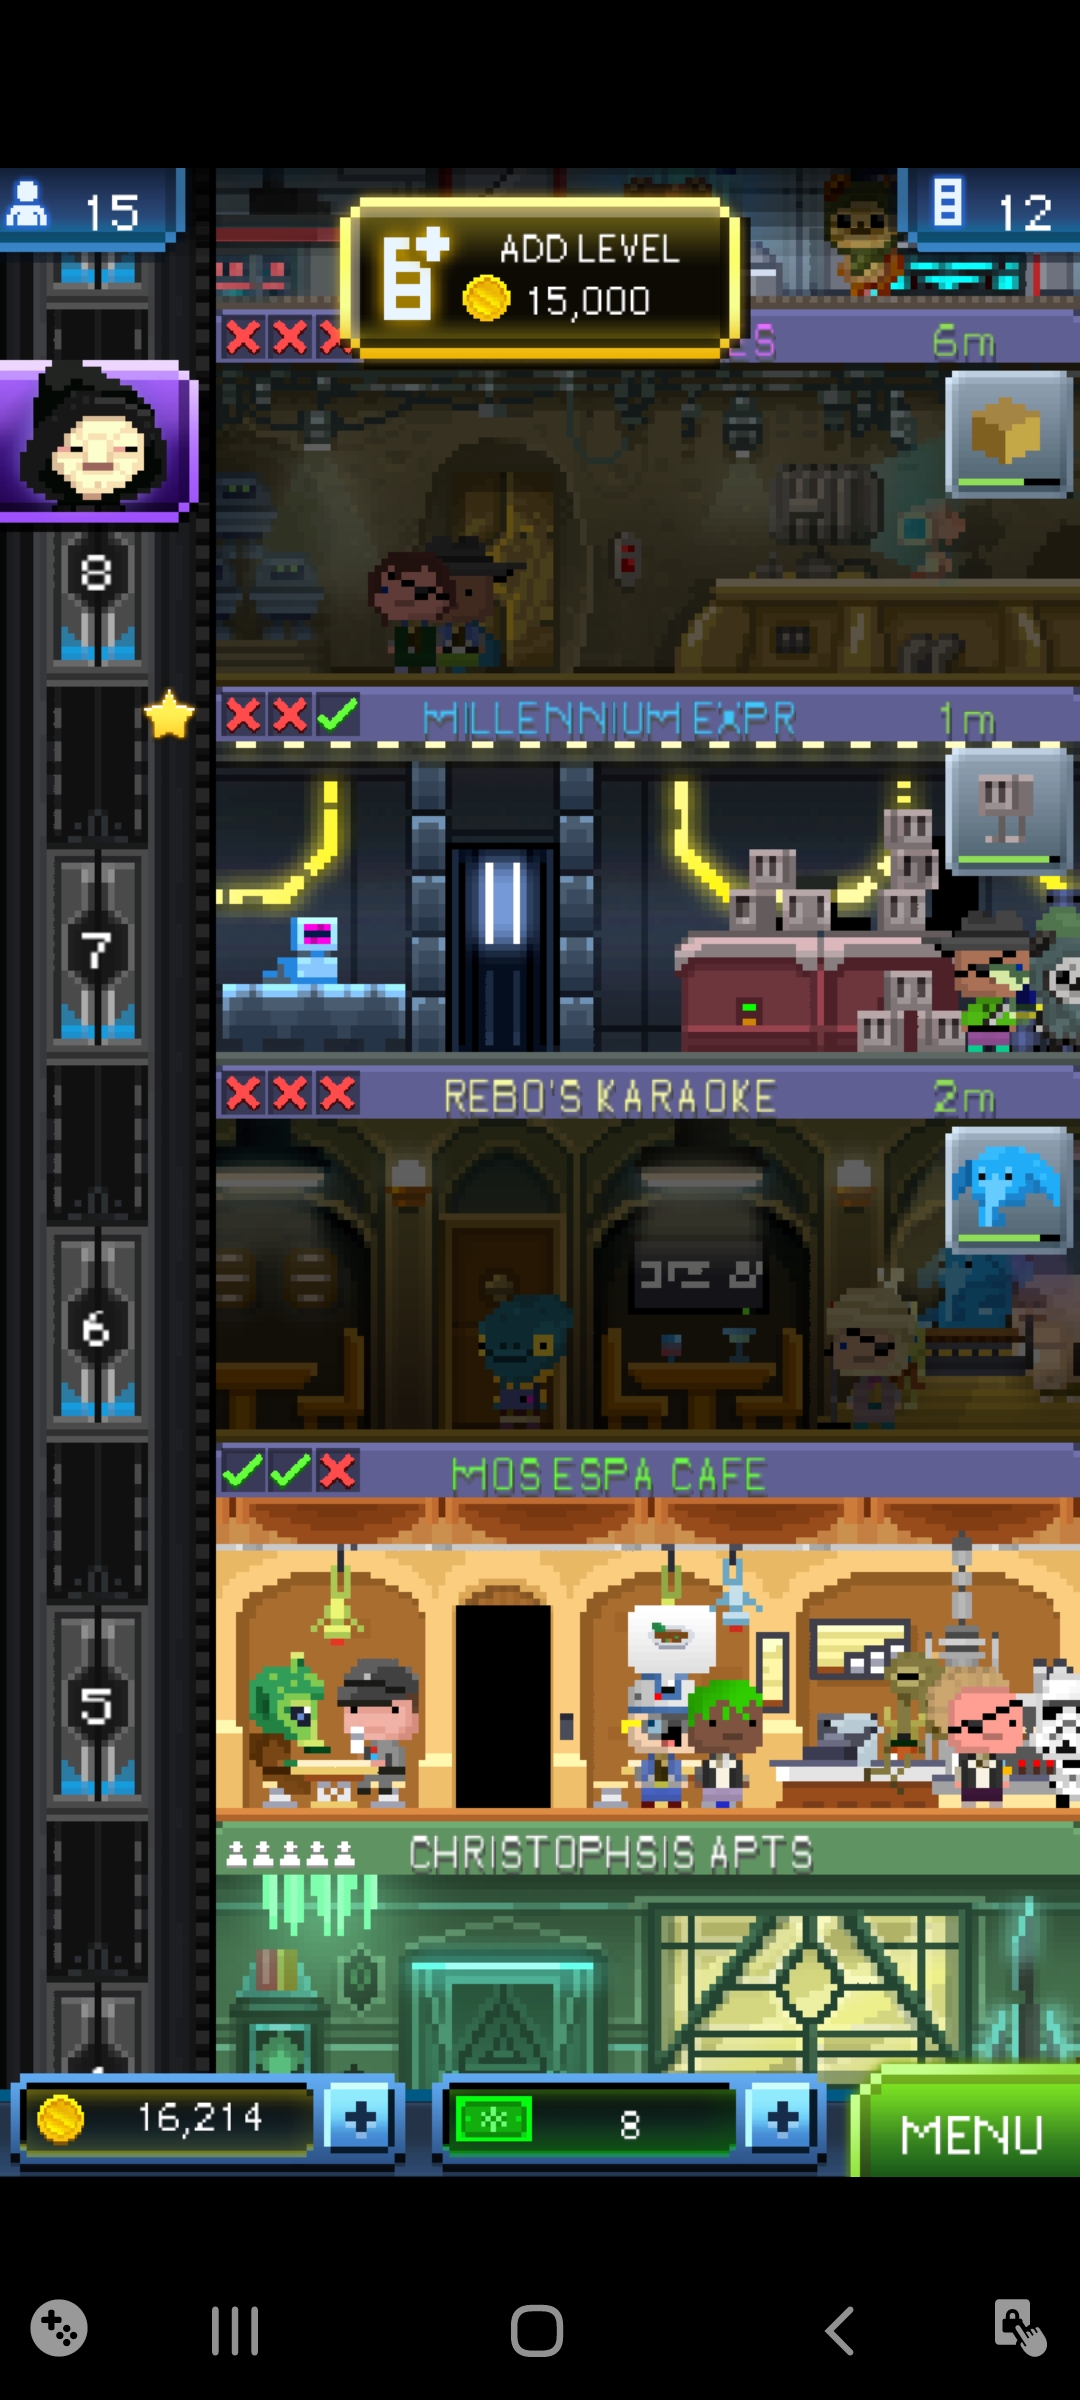 15
ADD LEVEL
15,000
12
6m
8
MILLENNIUM EXPR
1m
7
REBO'S KARAOKE
2m
6
MOS ESPA CAFE
5
CHRISTOPHSIS APTS
16,214
8
MENU